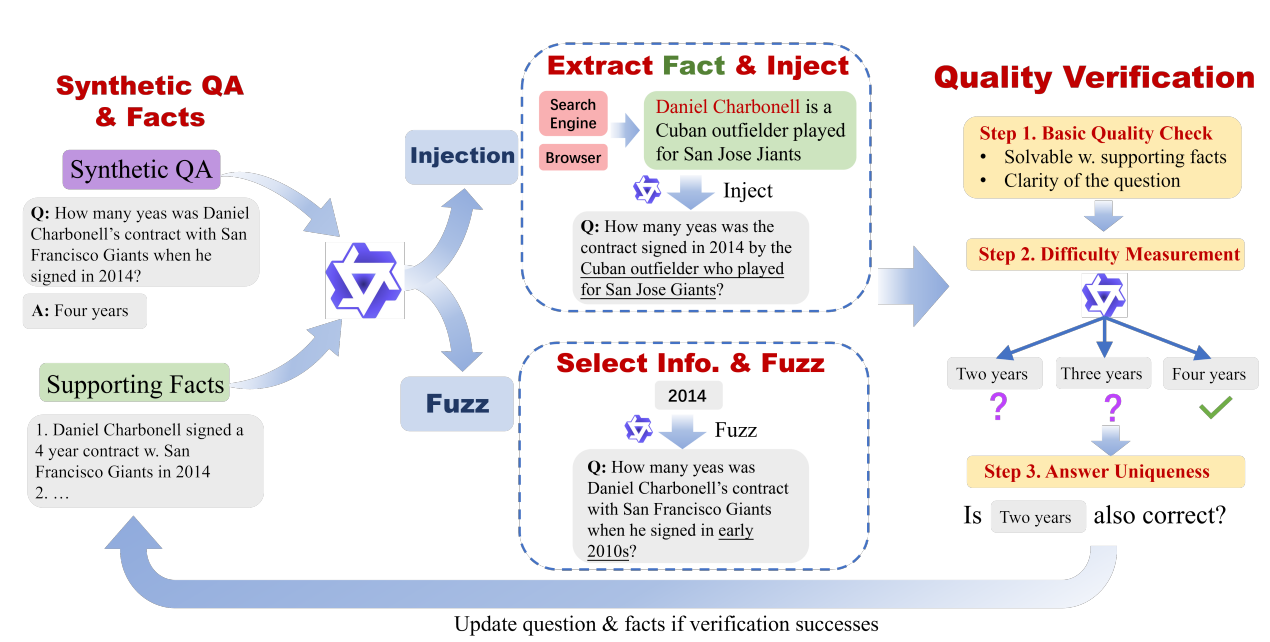 Synthetic QA
& Facts
Synthetic QA
Q: How many yeas was Daniel
Charbonell's contract with San
Francisco Giants when he
signed in 2014?
A: Four years
Supporting Facts
1. Daniel Charbonell signed a
4 year contract w. San
Francisco Giants in 2014
2. …
Injection
Fuzz
Extract Fact & Inject
Search
Engine
Browser
Daniel Charbonell is a
Cuban outfielder played
for San Jose Jiants
Inject
Q: How many yeas was the
contract signed in 2014 by the
Cuban outfielder who played
for San Jose Giants?
Select Info. & Fuzz
2014
Fuzz
Q: How many yeas was
Daniel Charbonell's contract
with San Francisco Giants
when he signed in early
2010s?
Quality Verification
Step 1. Basic Quality Check
• Solvable w. supporting facts
• Clarity of the question
Step 2. Difficulty Measurement
Two years
Three years
Four years
?
?
Step 3. Answer Uniqueness
Is Two years also correct?
Update question & facts if verification successes